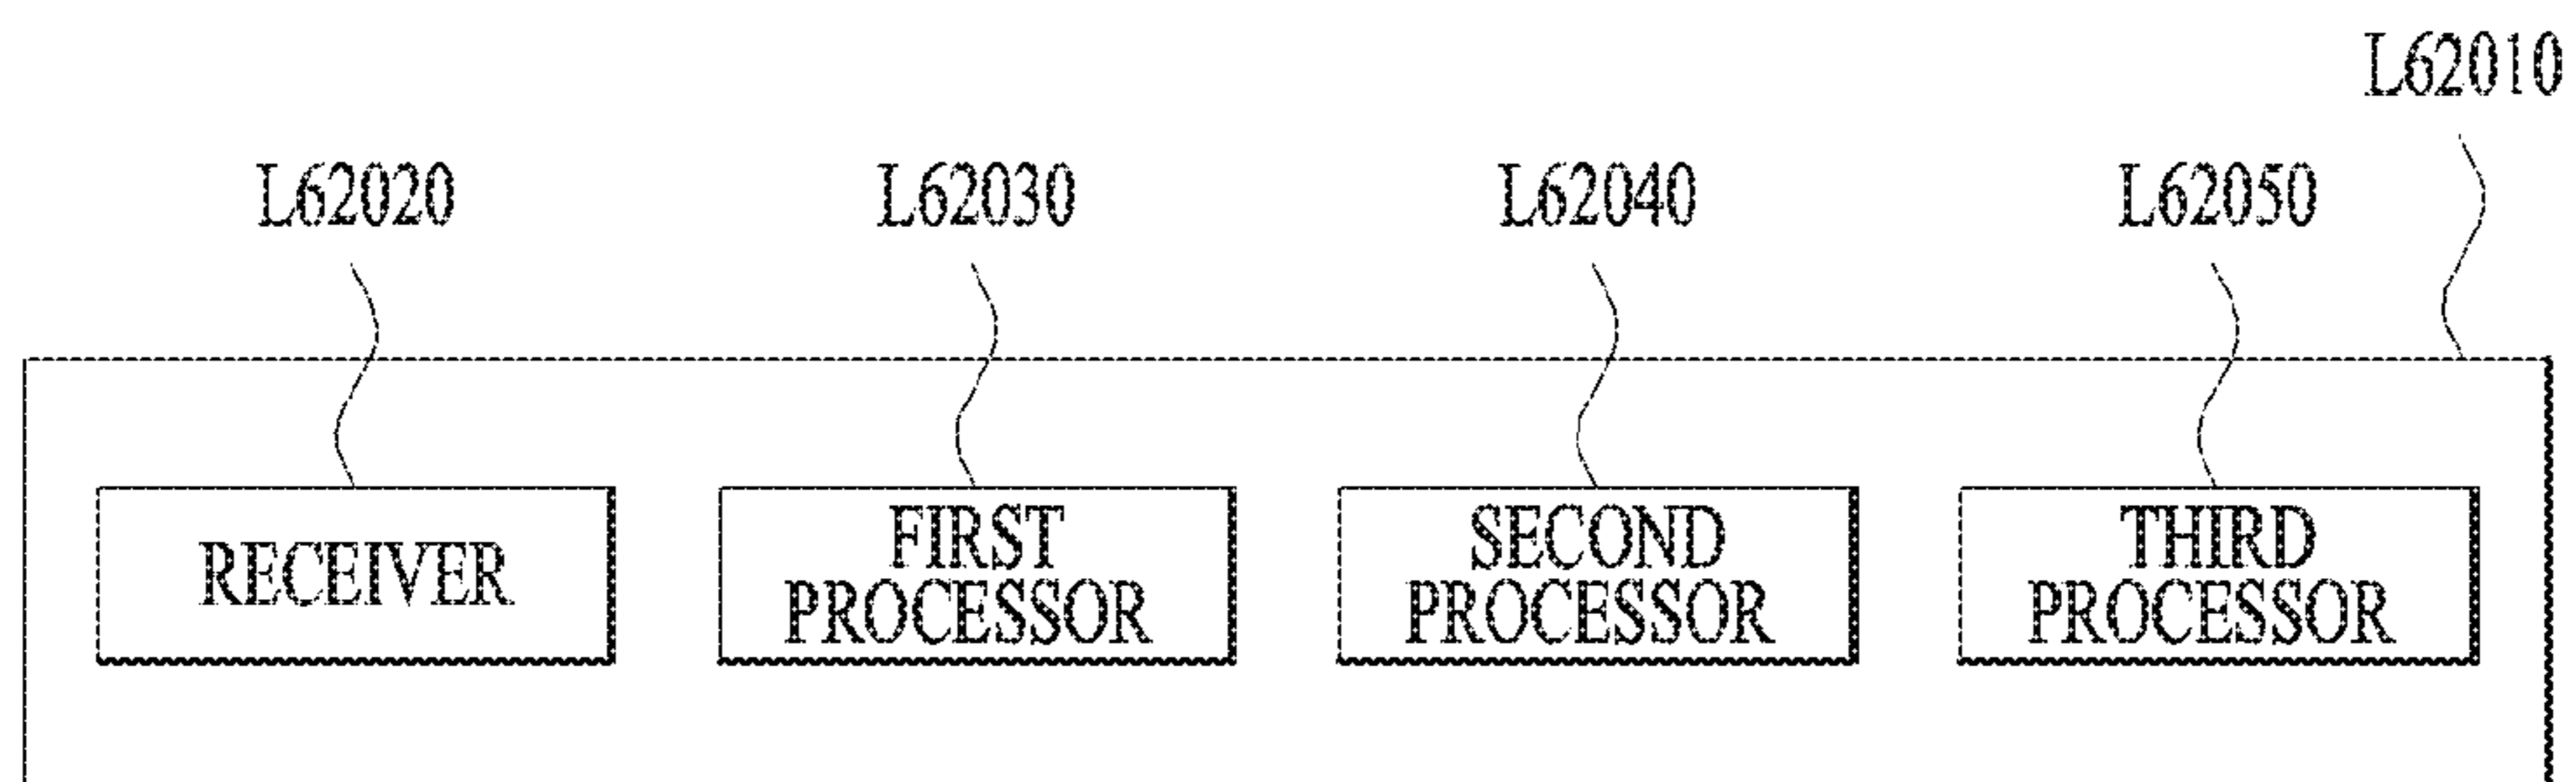 L62010
L62020 L62030 L62040 L62050
RECEIVER
FIRST
PROCESSOR
SECOND
PROCESSOR
THIRD
PROCESSOR